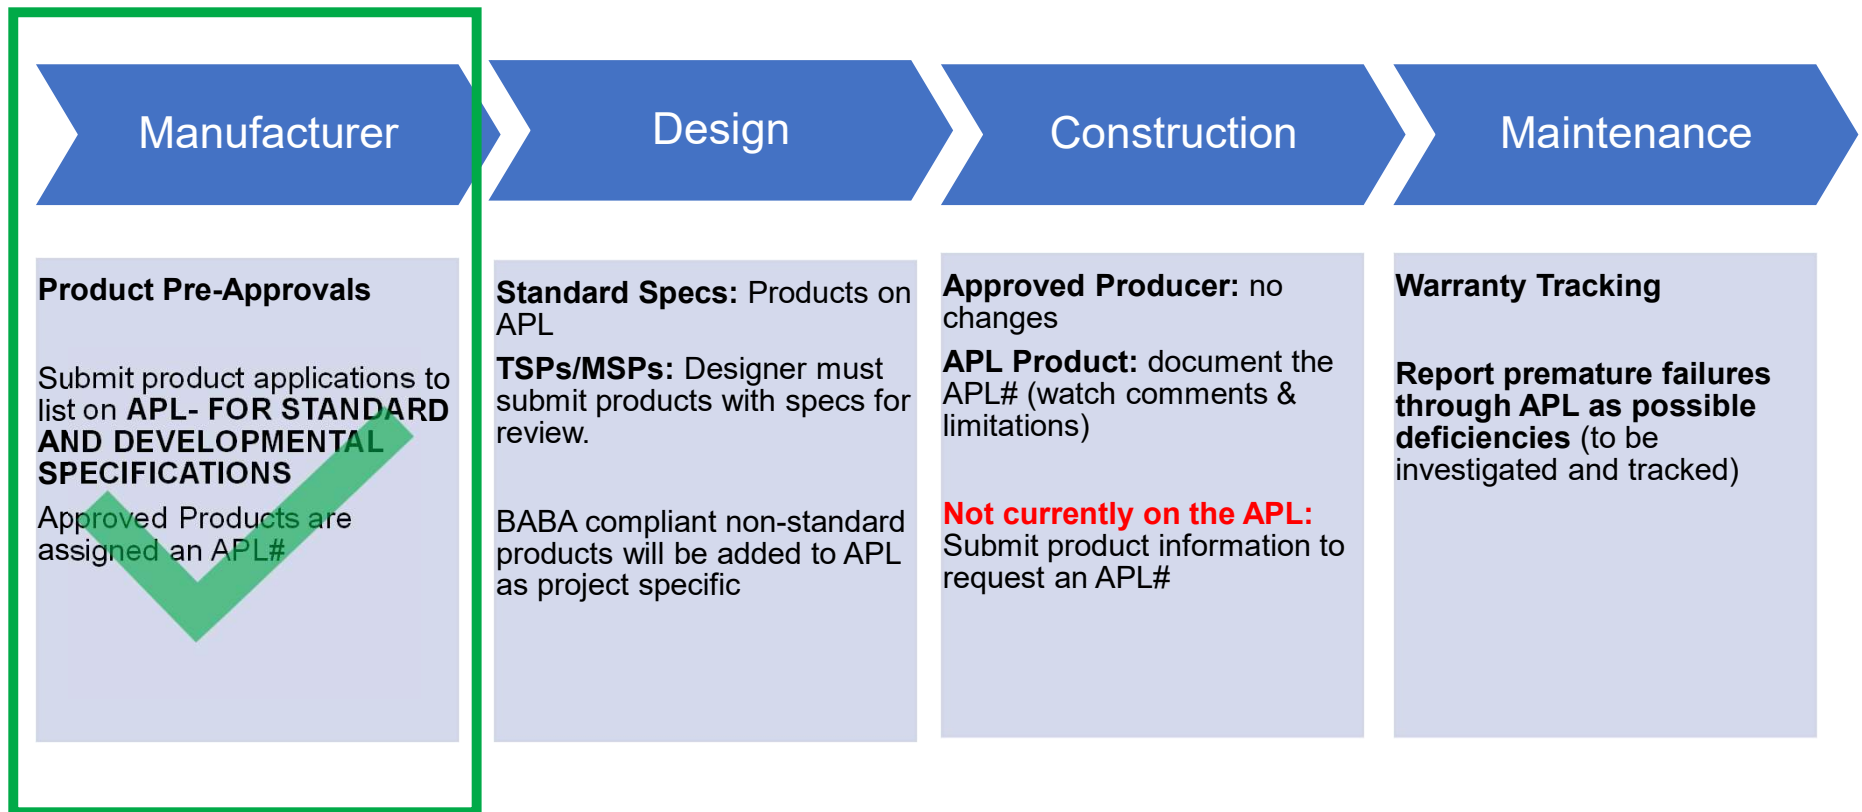 Manufacturer
Product Pre-Approvals
Submit product applications to
list on APL- FOR STANDARD
AND DEVELOPMENTAL
SPECIFICATIONS
Approved Products are
assigned an APL#
Design
Standard Specs: Products on
APL
TSPs/MSPs: Designer must
submit products with specs for
review.
BABA compliant non-standard
products will be added to APL
as project specific
Construction
Approved Producer: no
changes
APL Product: document the
APL# (watch comments &
limitations)
Not currently on the APL:
Submit product information to
request an APL#
Maintenance
Warranty Tracking
Report premature failures
through APL as possible
deficiencies (to be
investigated and tracked)